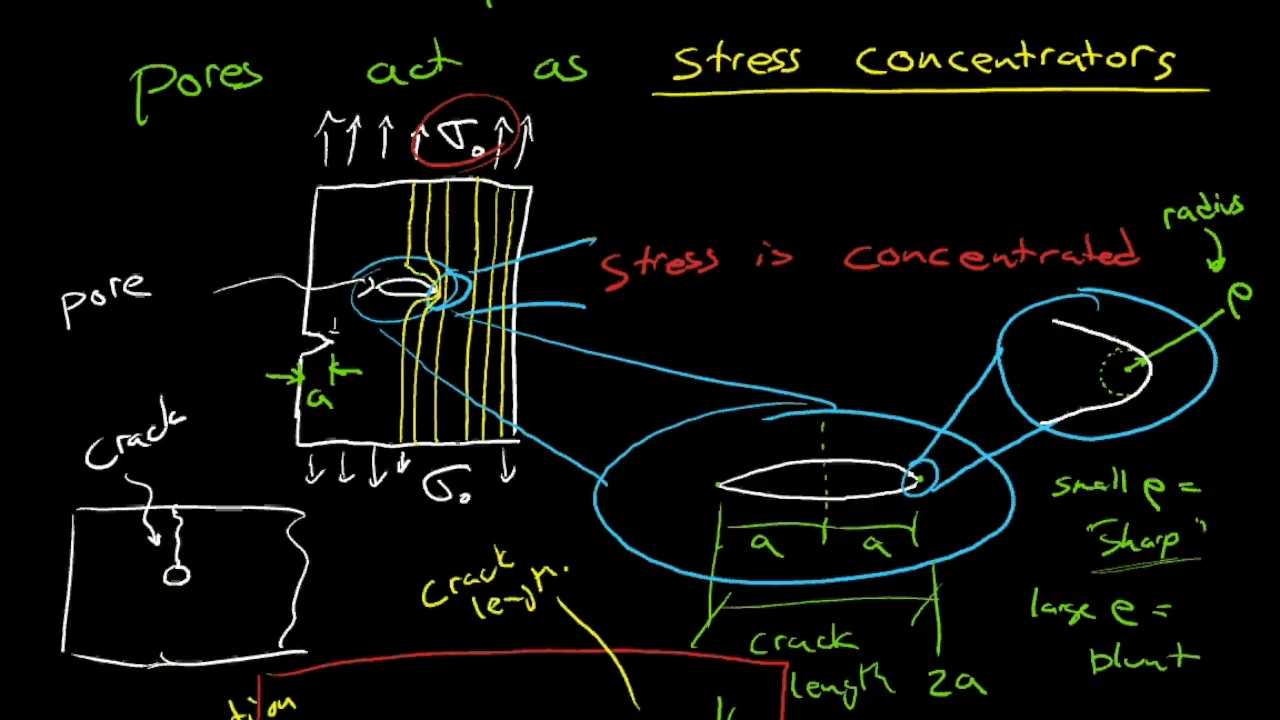 Pores act as Stress Concentrators
σ₀
radius
Stress is concentrated
ρ
pore
a
crack
σ₀
small ρ =
"Sharp"
a a
crack length
large ρ =
blunt
crack length 2a